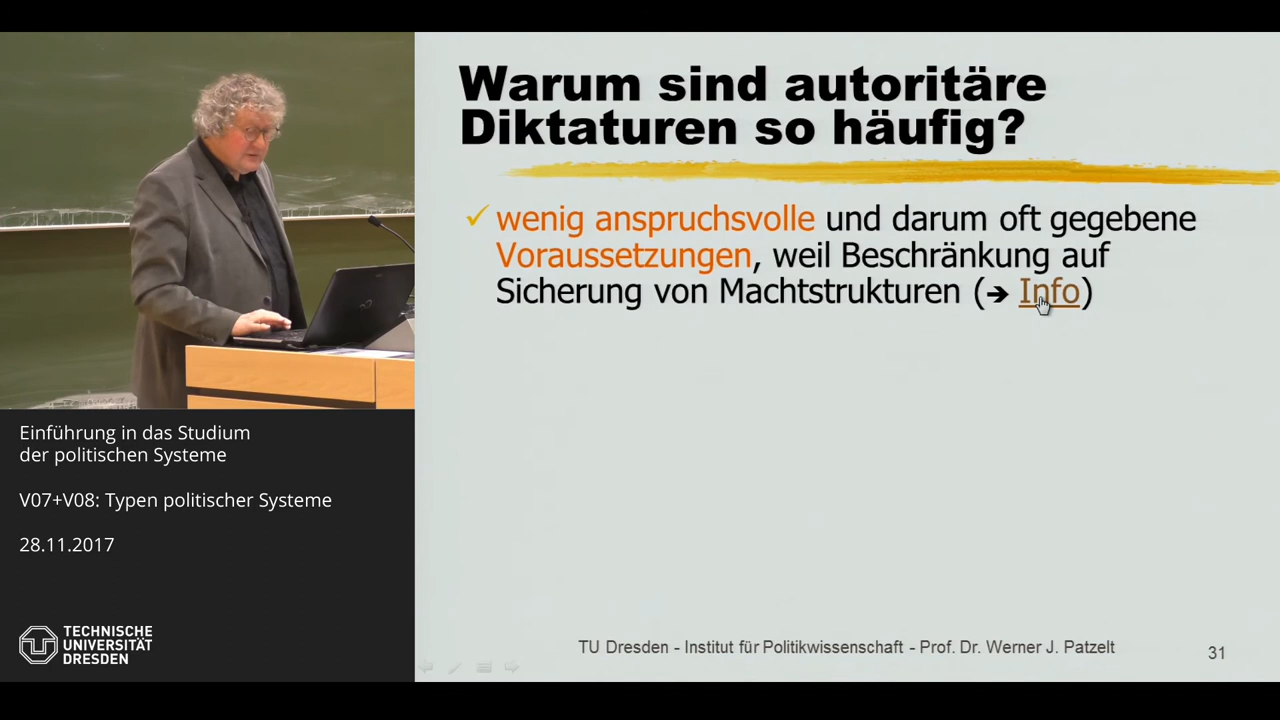 Warum sind autoritäre
Diktaturen so häufig?
✓ wenig anspruchsvolle und darum oft gegebene
Voraussetzungen, weil Beschränkung auf
Sicherung von Machtstrukturen (➔ Info)
Einführung in das Studium
der politischen Systeme
V07+V08: Typen politischer Systeme
28.11.2017
TECHNISCHE
UNIVERSITÄT
DRESDEN
TU Dresden - Institut für Politikwissenschaft - Prof. Dr. Werner J. Patzelt
31